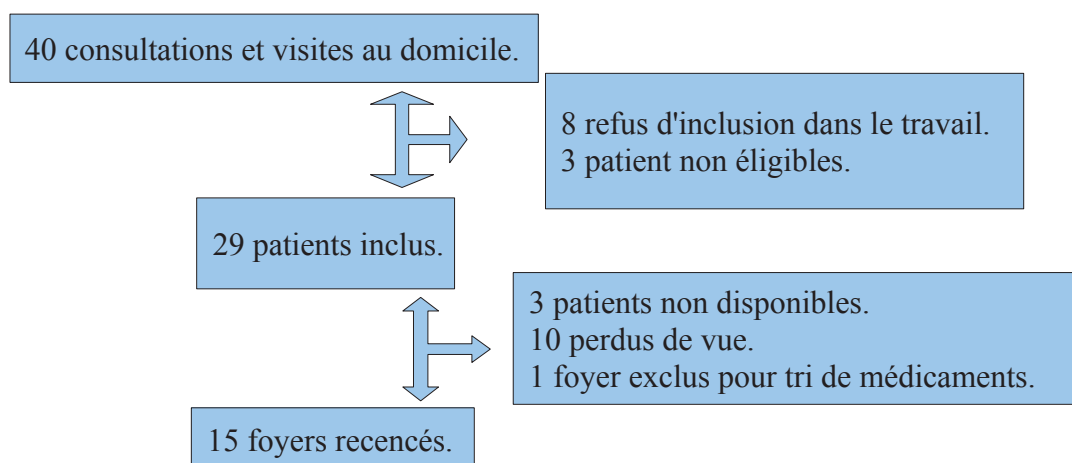 40 consultations et visites au domicile.
8 refus d'inclusion dans le travail.
3 patient non éligibles.
29 patients inclus.
3 patients non disponibles.
10 perdus de vue.
1 foyer exclus pour tri de médicaments.
15 foyers recencés.